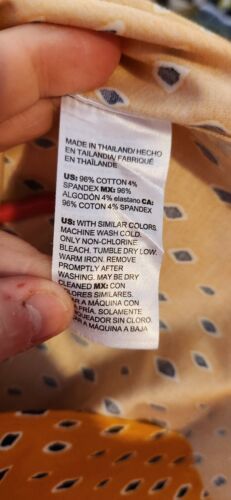 MADE IN THAILAND/ HECHO
EN TAILANDIA/ FABRIQUÉ
EN THAÏLANDE
US: 96% COTTON 4%
SPANDEX MX: 96%
ALGODÓN 4% elastano CA:
96% COTTON 4% SPANDEX
US: WITH SIMILAR COLORS.
MACHINE WASH COLD.
ONLY NON-CHLORINE
BLEACH. TUMBLE DRY LOW.
WARM IRON. REMOVE
PROMPTLY AFTER
WASHING. MAY BE DRY
CLEANED MX: CON
COLORES SIMILARES.
A MÁQUINA CON
FRÍA. SOLAMENTE
SIN CLORO.
A MÁQUINA A BAJA